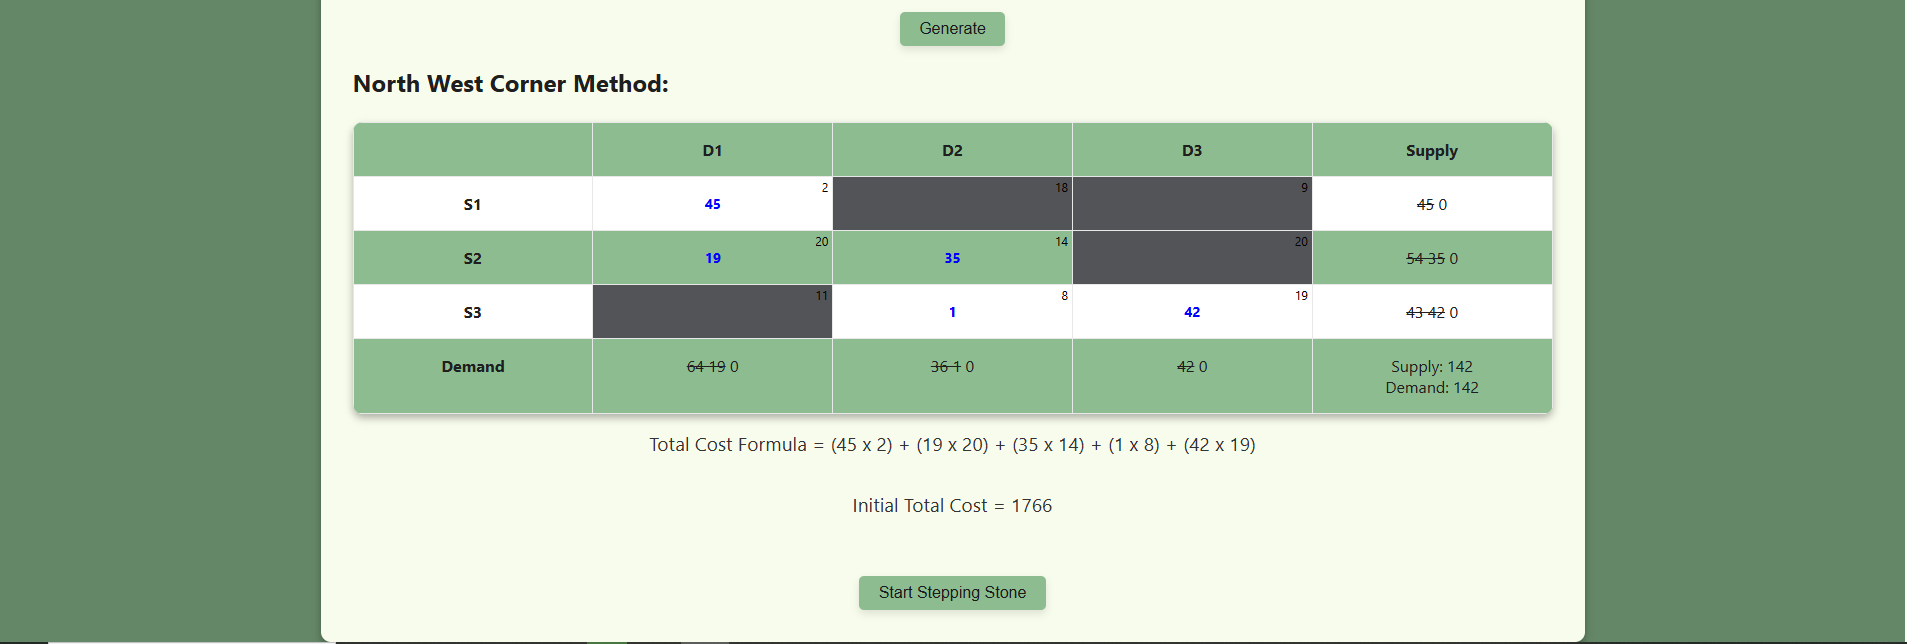 Generate
North West Corner Method:
D1 D2 D3 Supply
S1 45 2 18 9 45 0
S2 19 20 35 14 20 54 35 0
S3 11 1 8 42 19 43 42 0
Demand 64 19 0 36 1 0 42 0 Supply: 142
Demand: 142
Total Cost Formula = (45 x 2) + (19 x 20) + (35 x 14) + (1 x 8) + (42 x 19)
Initial Total Cost = 1766
Start Stepping Stone